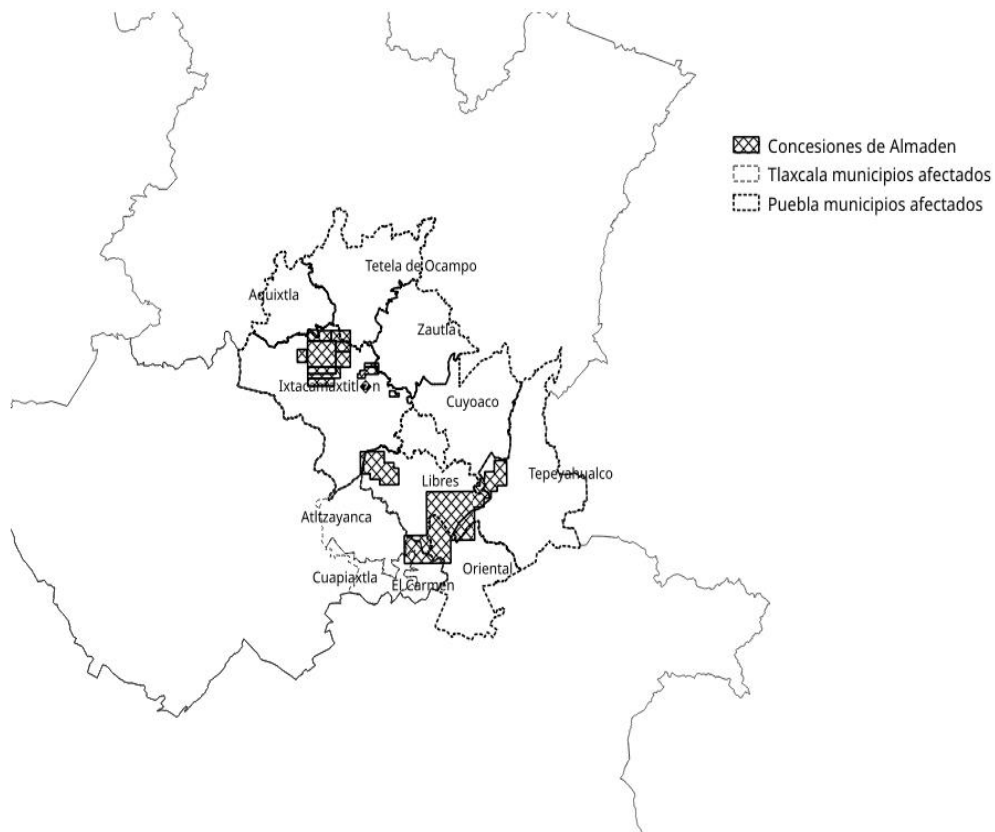 Concesiones de Almaden
Tlaxcala municipios afectados
Puebla municipios afectados
Tetela de Ocampo
Aquixtla
Zautla
Ixtacamaxtitl�n
Cuyoaco
Tepeyahualco
Libres
Atltzayanca
Oriental
Cuapiaxtla
El Carmen